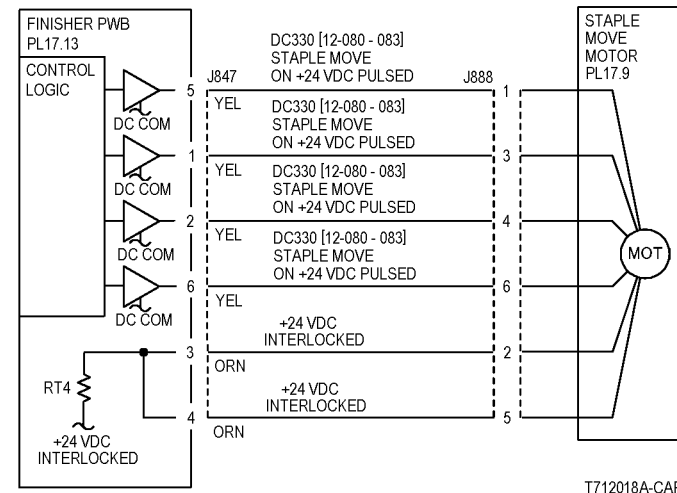 FINISHER PWB
PL17.13
CONTROL
LOGIC
DC COM
DC COM
DC COM
DC COM
RT4
+24 VDC
INTERLOCKED
5
1
2
6
3
4
J847
YEL
YEL
YEL
YEL
ORN
ORN
DC330 [12-080 - 083]
STAPLE MOVE
ON +24 VDC PULSED
DC330 [12-080 - 083]
STAPLE MOVE
ON +24 VDC PULSED
DC330 [12-080 - 083]
STAPLE MOVE
ON +24 VDC PULSED
DC330 [12-080 - 083]
STAPLE MOVE
ON +24 VDC PULSED
+24 VDC
INTERLOCKED
+24 VDC
INTERLOCKED
J888
1
3
4
6
2
5
STAPLE
MOVE
MOTOR
PL17.9
MOT